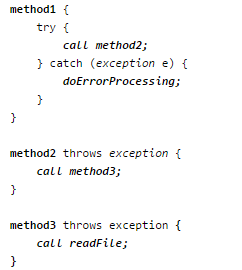 method1 {
    try {
        call method2;
    } catch (exception e) {
        doErrorProcessing;
    }
}

method2 throws exception {
    call method3;
}

method3 throws exception {
    call readFile;
}